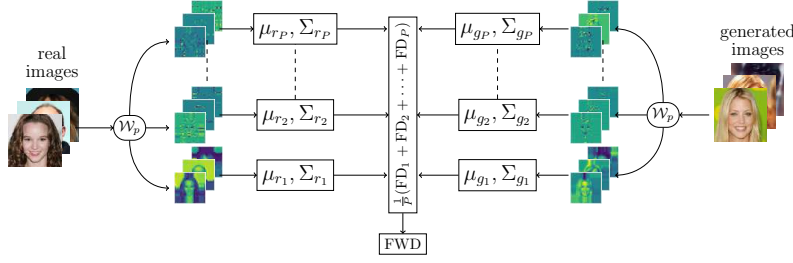 real
images
𝒲_p
μ_{r_P}, Σ_{r_P}
μ_{r_2}, Σ_{r_2}
μ_{r_1}, Σ_{r_1}
1/P(FD_1 + FD_2 + ⋯ + FD_P)
FWD
μ_{g_P}, Σ_{g_P}
μ_{g_2}, Σ_{g_2}
μ_{g_1}, Σ_{g_1}
𝒲_p
generated
images